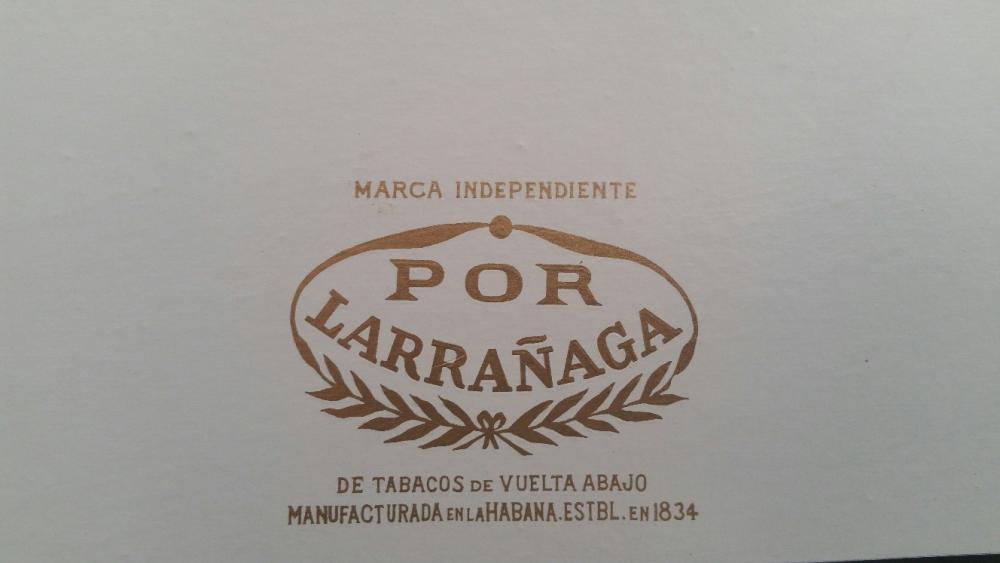 MARCA INDEPENDIENTE
POR
LARRAÑAGA
DE TABACOS DE VUELTA ABAJO
MANUFACTURADA EN LA HABANA. ESTBL. EN 1834